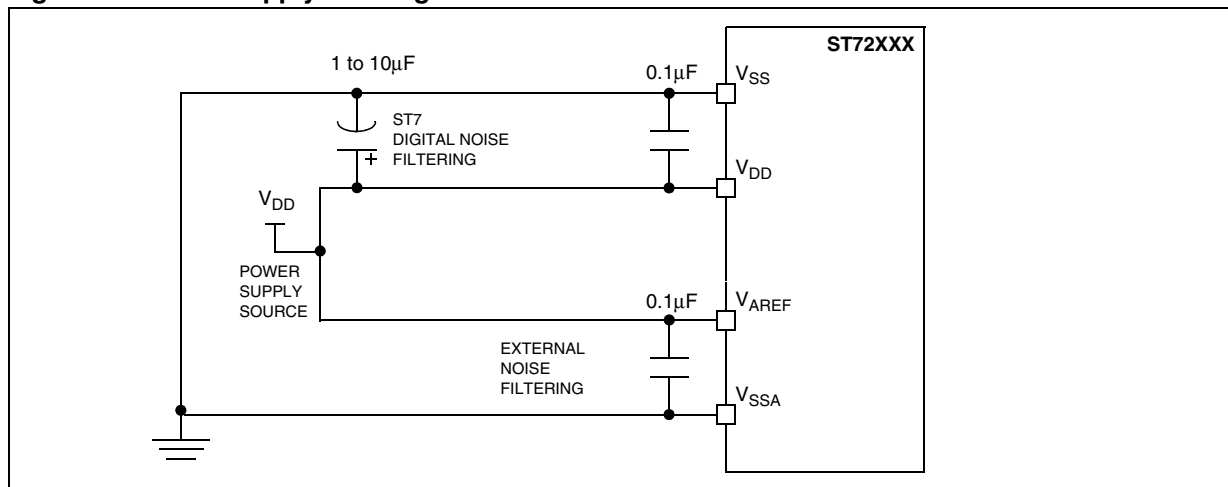 ST72XXX
1 to 10μF
0.1μF
VSS
ST7
DIGITAL NOISE
FILTERING
+
VDD
VDD
POWER
SUPPLY
SOURCE
0.1μF
VAREF
EXTERNAL
NOISE
FILTERING
VSSA